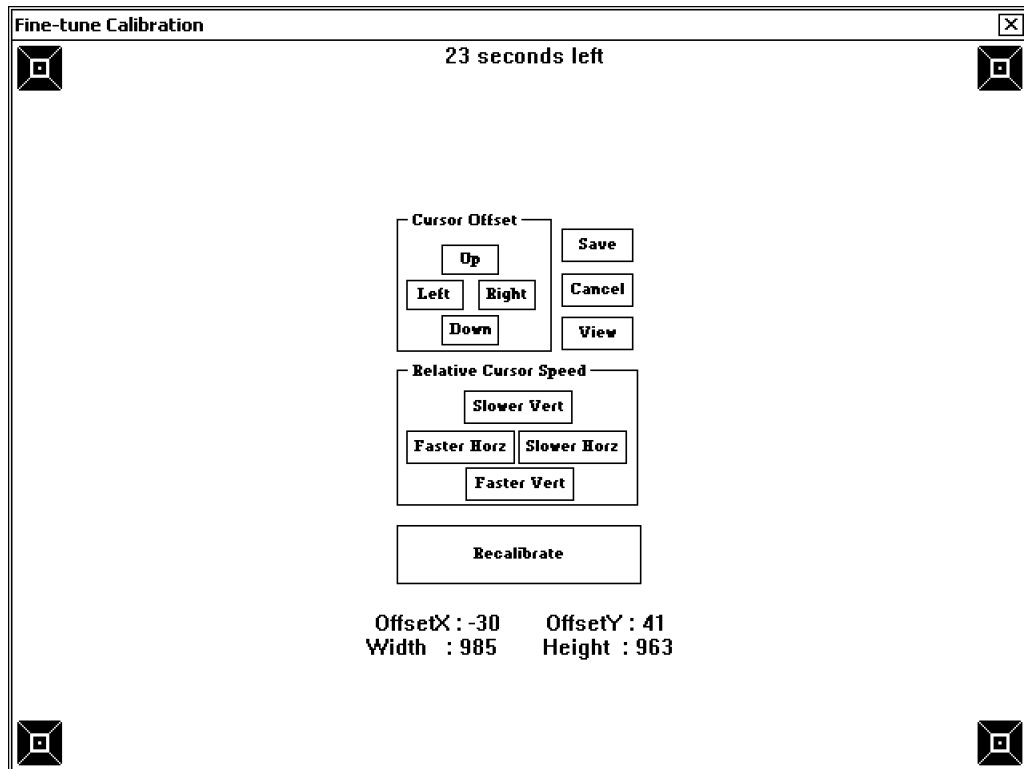 Fine-tune Calibration
23 seconds left
Cursor Offset
Up
Left Right
Down
Save
Cancel
View
Relative Cursor Speed
Slower Vert
Faster Horz Slower Horz
Faster Vert
Recalibrate
OffsetX : -30 OffsetY : 41
Width : 985 Height : 963